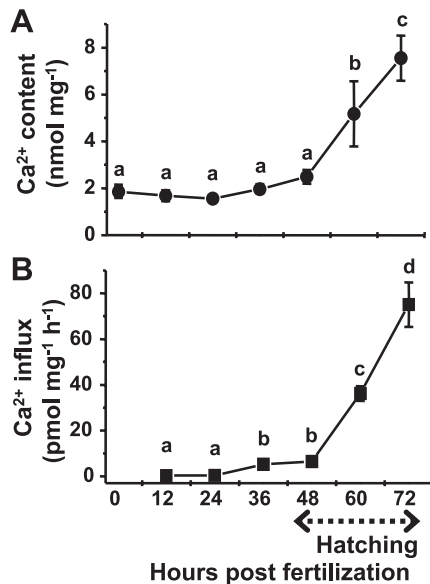 A
Ca²⁺ content
(nmol mg⁻¹)
8
6
4
2
0
a
a
a
a
a
b
c
B
Ca²⁺ influx
(pmol mg⁻¹ h⁻¹)
80
60
40
20
0
a
a
b
b
c
d
0 12 24 36 48 60 72
Hatching
Hours post fertilization